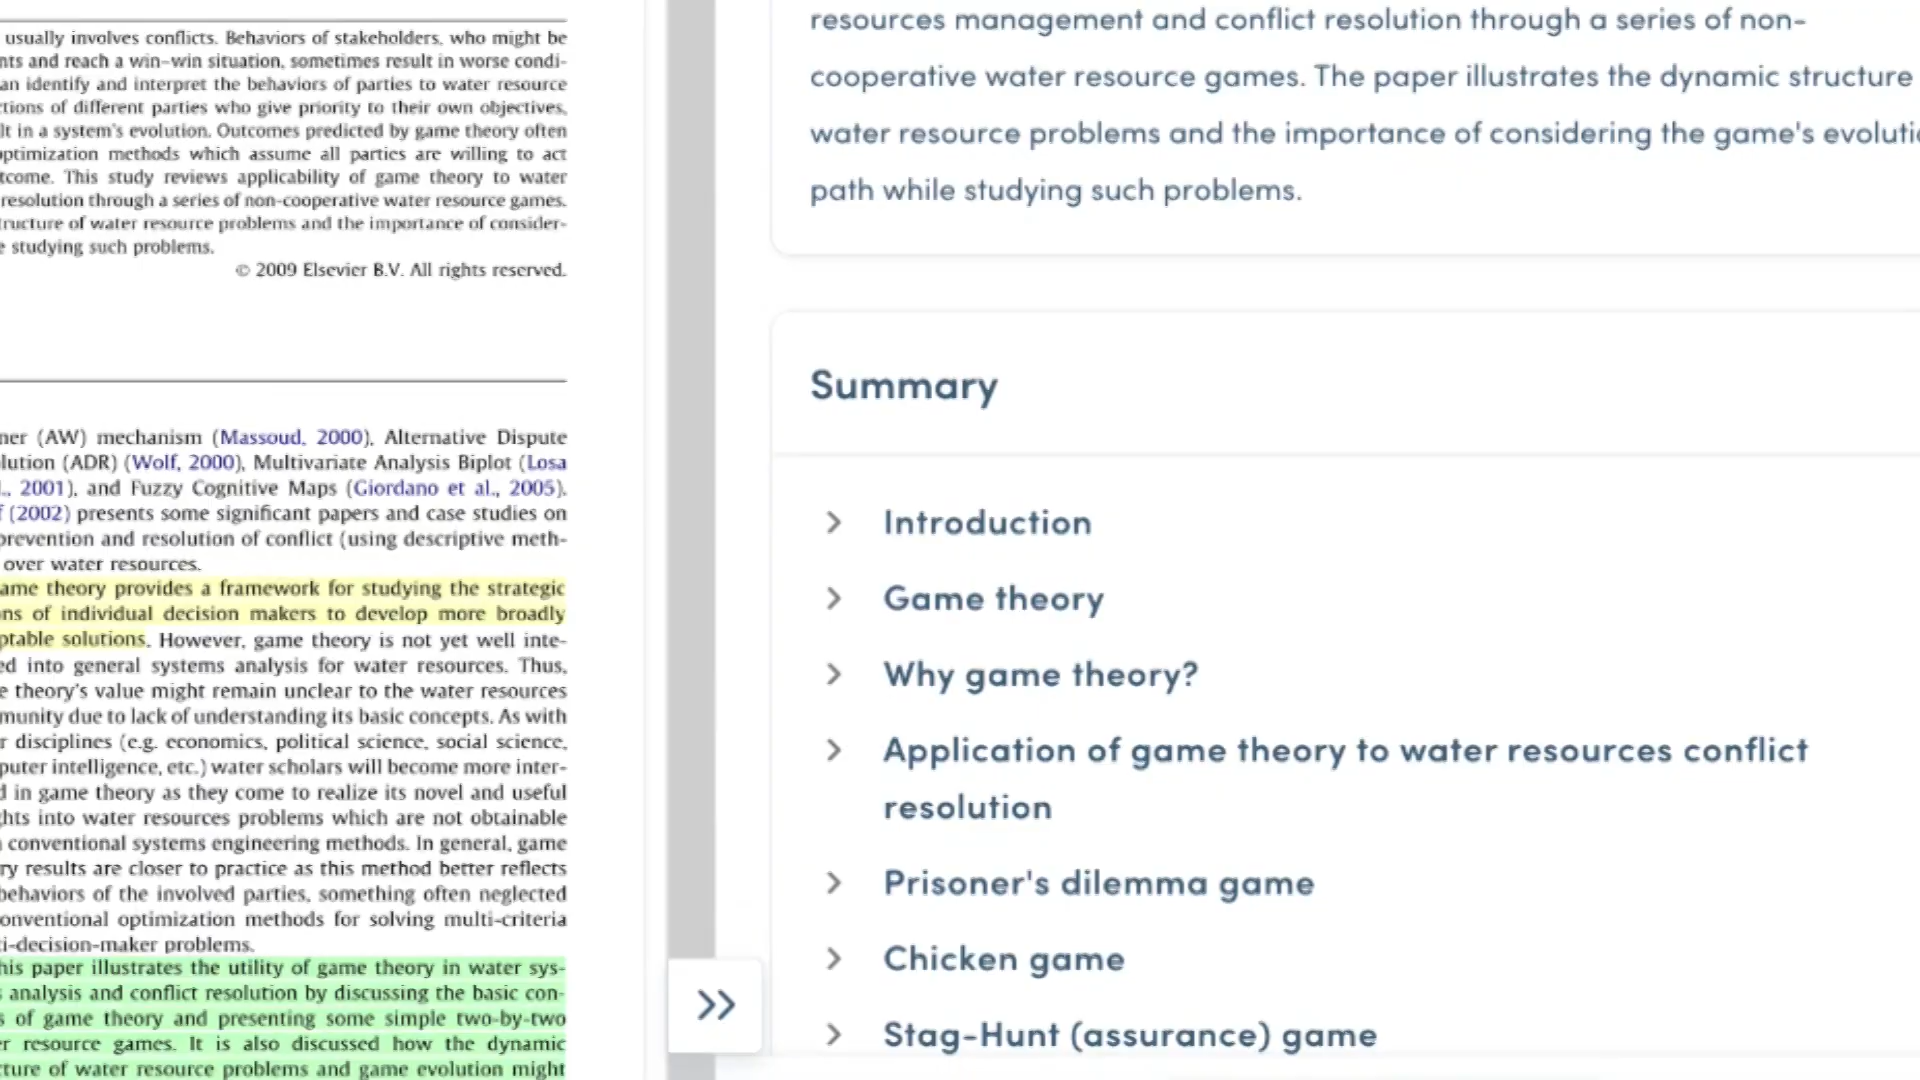 usually involves conflicts. Behaviors of stakeholders, who might be
nts and reach a win–win situation, sometimes result in worse condi-
an identify and interpret the behaviors of parties to water resource
ctions of different parties who give priority to their own objectives,
lt in a system's evolution. Outcomes predicted by game theory often
optimization methods which assume all parties are willing to act
tcome. This study reviews applicability of game theory to water
resolution through a series of non-cooperative water resource games.
tructure of water resource problems and the importance of consider-
e studying such problems.
© 2009 Elsevier B.V. All rights reserved.
ner (AW) mechanism (Massoud, 2000), Alternative Dispute
lution (ADR) (Wolf, 2000), Multivariate Analysis Biplot (Losa
., 2001), and Fuzzy Cognitive Maps (Giordano et al., 2005).
f (2002) presents some significant papers and case studies on
prevention and resolution of conflict (using descriptive meth-
over water resources.
ame theory provides a framework for studying the strategic
ns of individual decision makers to develop more broadly
ptable solutions. However, game theory is not yet well inte-
ed into general systems analysis for water resources. Thus,
e theory's value might remain unclear to the water resources
munity due to lack of understanding its basic concepts. As with
r disciplines (e.g. economics, political science, social science,
puter intelligence, etc.) water scholars will become more inter-
d in game theory as they come to realize its novel and useful
ghts into water resources problems which are not obtainable
conventional systems engineering methods. In general, game
ry results are closer to practice as this method better reflects
behaviors of the involved parties, something often neglected
onventional optimization methods for solving multi-criteria
ti-decision-maker problems.
his paper illustrates the utility of game theory in water sys-
s analysis and conflict resolution by discussing the basic con-
s of game theory and presenting some simple two-by-two
er resource games. It is also discussed how the dynamic
cture of water resource problems and game evolution might
resources management and conflict resolution through a series of non-
cooperative water resource games. The paper illustrates the dynamic structure
water resource problems and the importance of considering the game's evoluti
path while studying such problems.
Summary
Introduction
Game theory
Why game theory?
Application of game theory to water resources conflict
resolution
Prisoner's dilemma game
Chicken game
Stag-Hunt (assurance) game